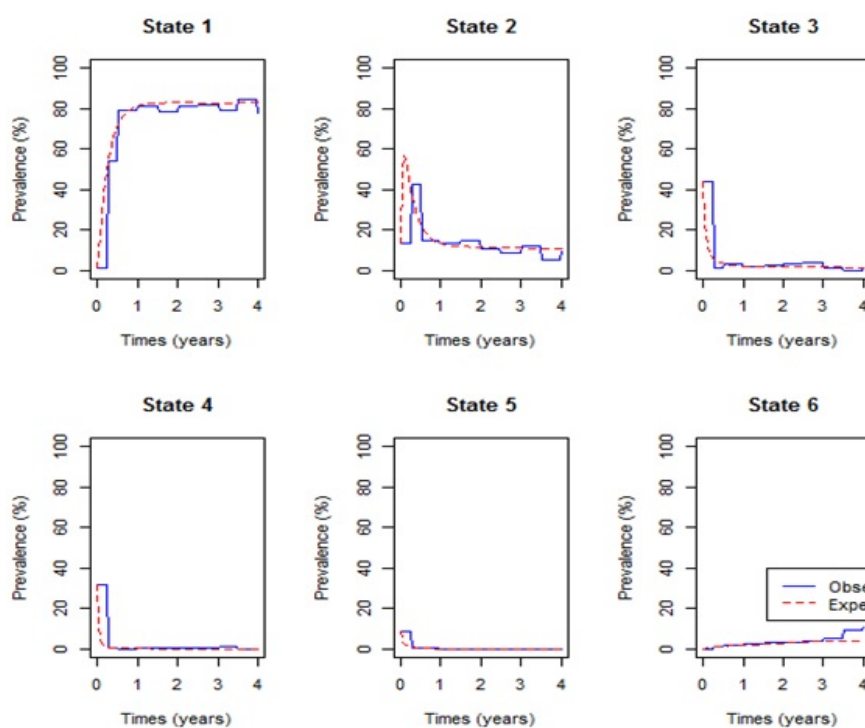 State 1
State 2
State 3
Prevalence (%)
100
80
60
40
20
0
0 1 2 3 4
Times (years)
Prevalence (%)
100
80
60
40
20
0
0 1 2 3 4
Times (years)
Prevalence (%)
100
80
60
40
20
0
0 1 2 3 4
Times (years)
State 4
State 5
State 6
Prevalence (%)
100
80
60
40
20
0
0 1 2 3 4
Times (years)
Prevalence (%)
100
80
60
40
20
0
0 1 2 3 4
Times (years)
Prevalence (%)
100
80
60
40
20
0
Obse
Expe
0 1 2 3 4
Times (years)